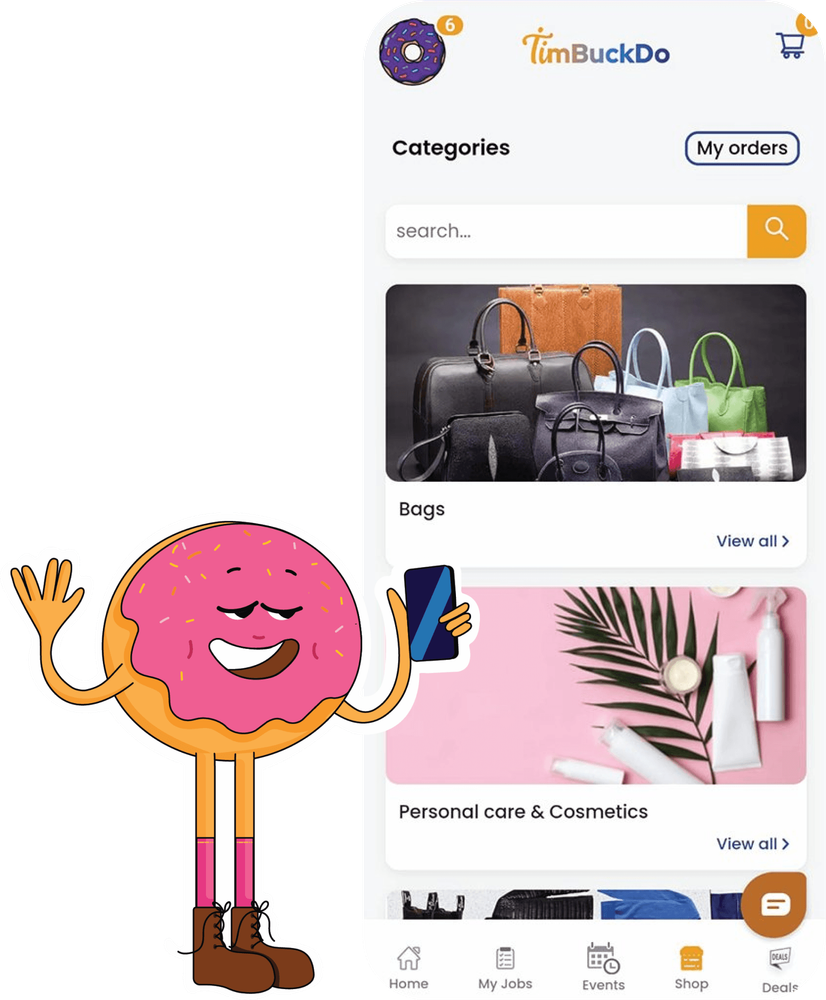 6
TimBuckDo
Categories
My orders
search...
Bags
View all
Personal care & Cosmetics
View all
DEALS
Home
My Jobs
Events
Shop
Deals